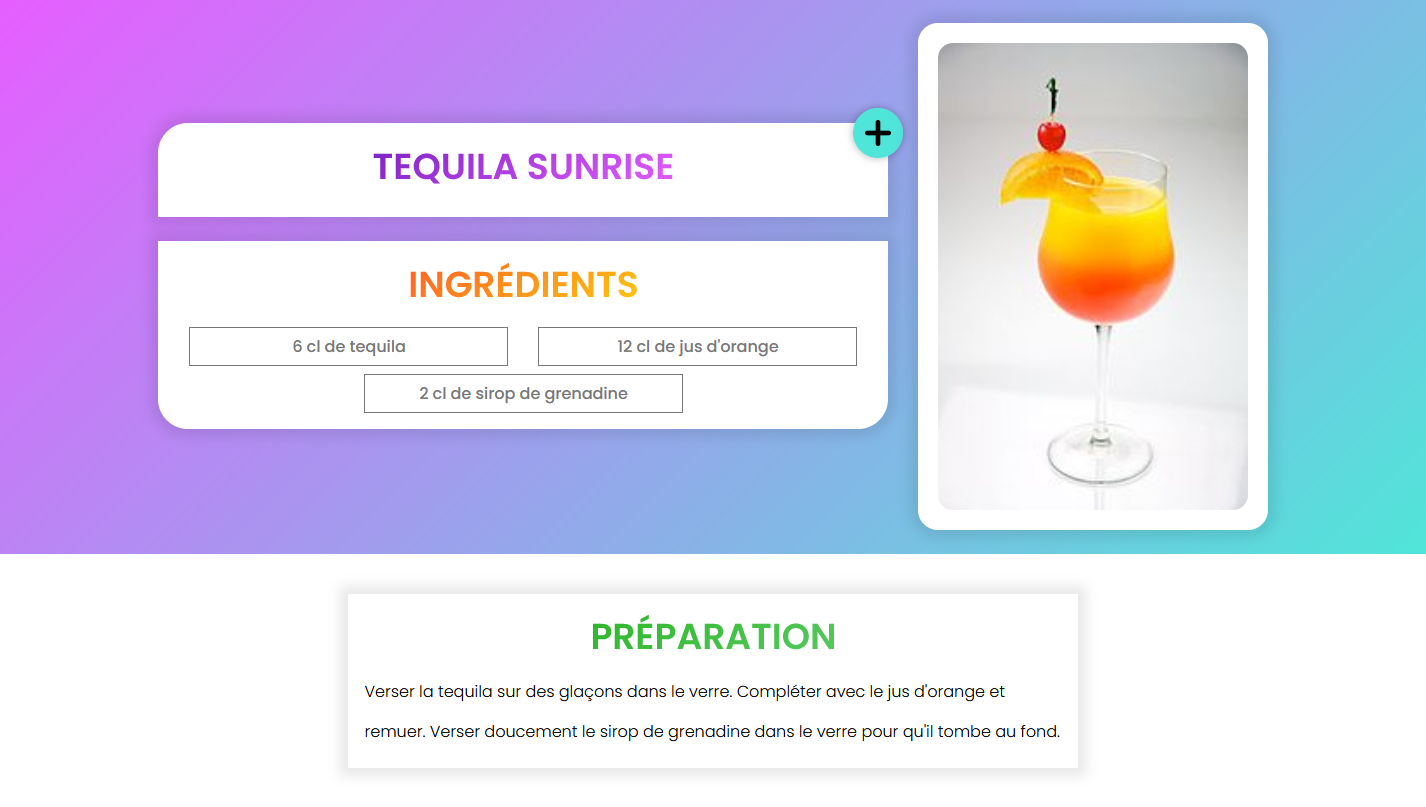 TEQUILA SUNRISE
INGRÉDIENTS
6 cl de tequila
12 cl de jus d'orange
2 cl de sirop de grenadine
PRÉPARATION
Verser la tequila sur des glaçons dans le verre. Compléter avec le jus d'orange et
remuer. Verser doucement le sirop de grenadine dans le verre pour qu'il tombe au fond.